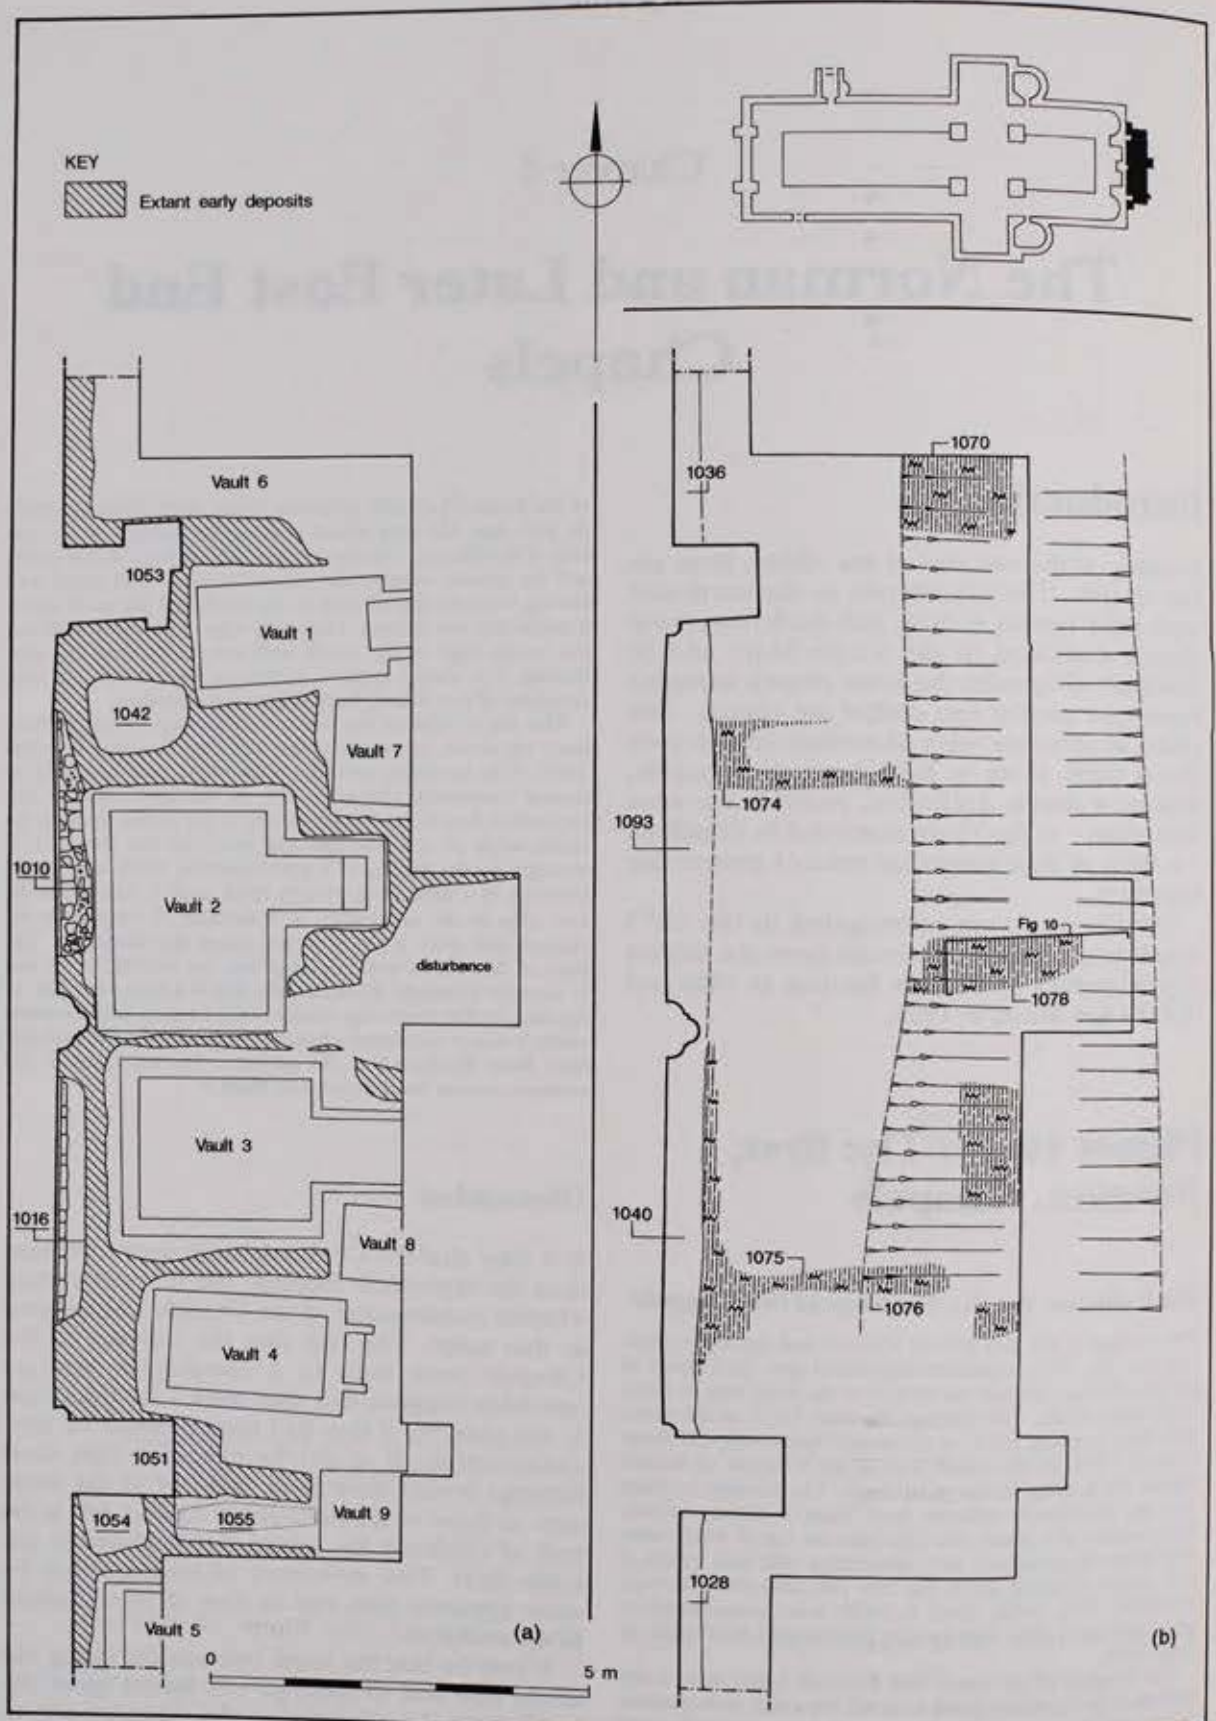 KEY
Extant early deposits
Vault 6
1053
Vault 1
1042
Vault 7
1010
Vault 2
disturbance
Vault 3
1016
Vault 8
Vault 4
1051
1054
1055
Vault 9
Vault 5
(a)
0
5 m
1070
1036
1074
1093
Fig 10
1078
1040
1075
1076
1028
(b)